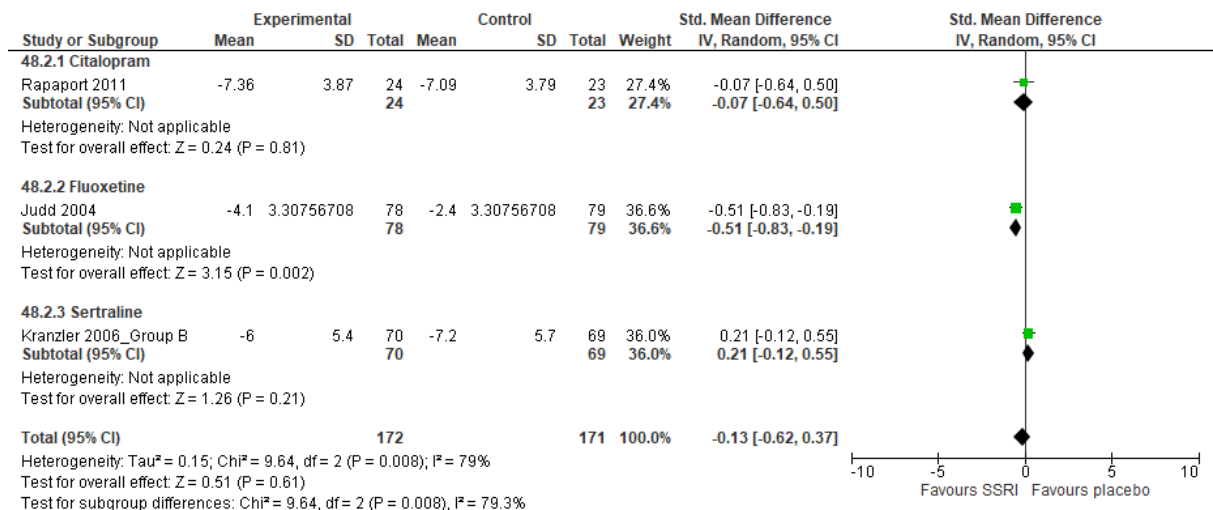 Experimental Control Std. Mean Difference Std. Mean Difference
Study or Subgroup Mean SD Total Mean SD Total Weight IV, Random, 95% CI IV, Random, 95% CI
48.2.1 Citalopram
Rapaport 2011 -7.36 3.87 24 -7.09 3.79 23 27.4% -0.07 [-0.64, 0.50]
Subtotal (95% CI) 24 23 27.4% -0.07 [-0.64, 0.50]
Heterogeneity: Not applicable
Test for overall effect: Z = 0.24 (P = 0.81)
48.2.2 Fluoxetine
Judd 2004 -4.1 3.30756708 78 -2.4 3.30756708 79 36.6% -0.51 [-0.83, -0.19]
Subtotal (95% CI) 78 79 36.6% -0.51 [-0.83, -0.19]
Heterogeneity: Not applicable
Test for overall effect: Z = 3.15 (P = 0.002)
48.2.3 Sertraline
Kranzler 2006_Group B -6 5.4 70 -7.2 5.7 69 36.0% 0.21 [-0.12, 0.55]
Subtotal (95% CI) 70 69 36.0% 0.21 [-0.12, 0.55]
Heterogeneity: Not applicable
Test for overall effect: Z = 1.26 (P = 0.21)
Total (95% CI) 172 171 100.0% -0.13 [-0.62, 0.37]
Heterogeneity: Tau² = 0.15; Chi² = 9.64, df = 2 (P = 0.008); I² = 79%
Test for overall effect: Z = 0.51 (P = 0.61)
Test for subgroup differences: Chi² = 9.64, df = 2 (P = 0.008), I² = 79.3%
-10 -5 0 5 10
Favours SSRI Favours placebo